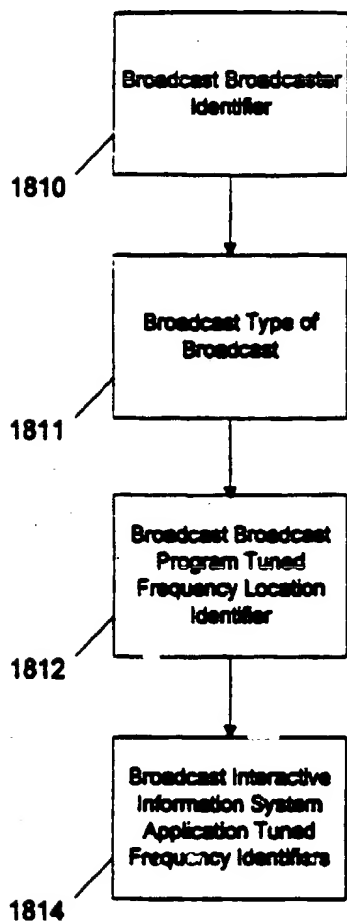 Broadcast Broadcaster
Identifier
1810
Broadcast Type of
Broadcast
1811
Broadcast Broadcast
Program Tuned
Frequency Location
Identifier
1812
Broadcast Interactive
Information System
Application Tuned
Frequency Identifiers
1814